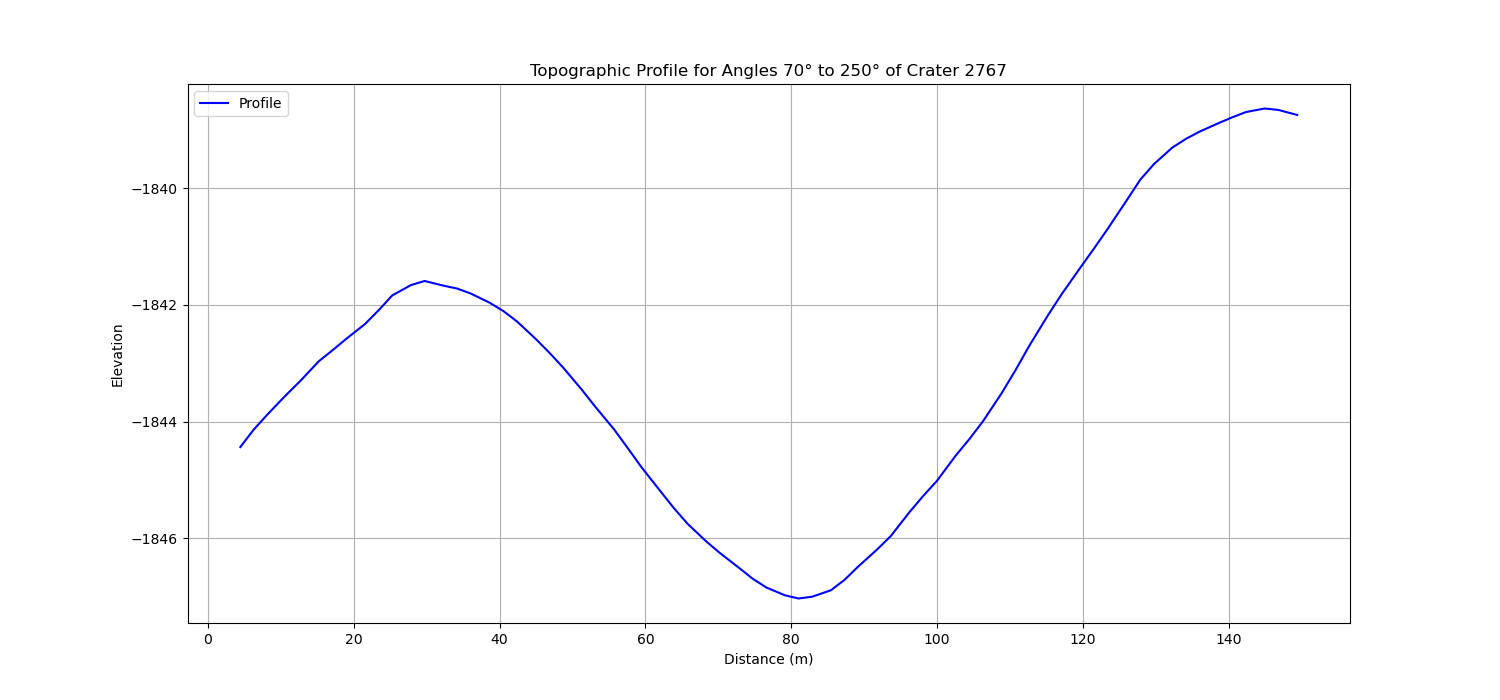 Topographic Profile for Angles 70° to 250° of Crater 2767
Profile
−1840
−1842
−1844
−1846
Elevation
0 20 40 60 80 100 120 140
Distance (m)